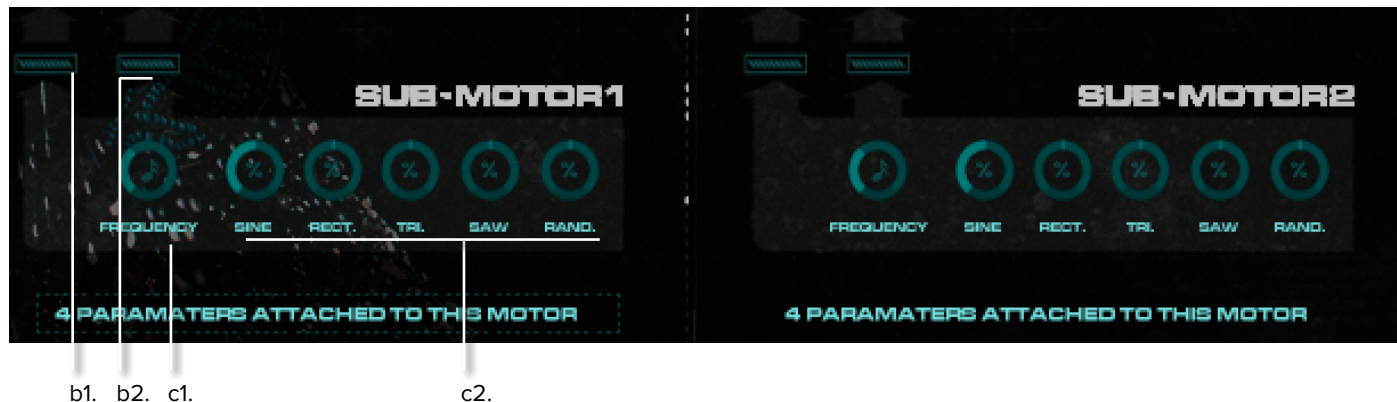 SUB-MOTOR1
SUB-MOTOR2
FREQUENCY SINE RECT. TRI. SAW RAND.
FREQUENCY SINE RECT. TRI. SAW RAND.
4 PARAMATERS ATTACHED TO THIS MOTOR
4 PARAMATERS ATTACHED TO THIS MOTOR
b1. b2. c1. c2.